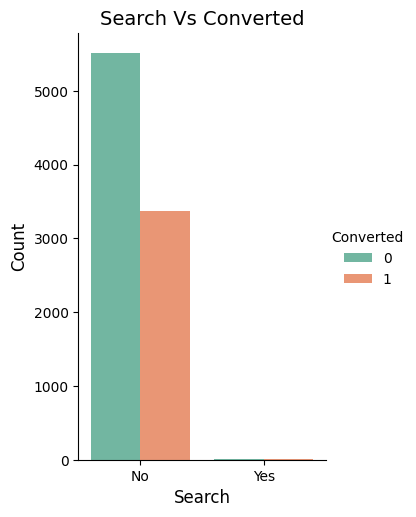 Search Vs Converted
5000
4000
3000
2000
1000
0
Count
No
Yes
Search
Converted
0
1